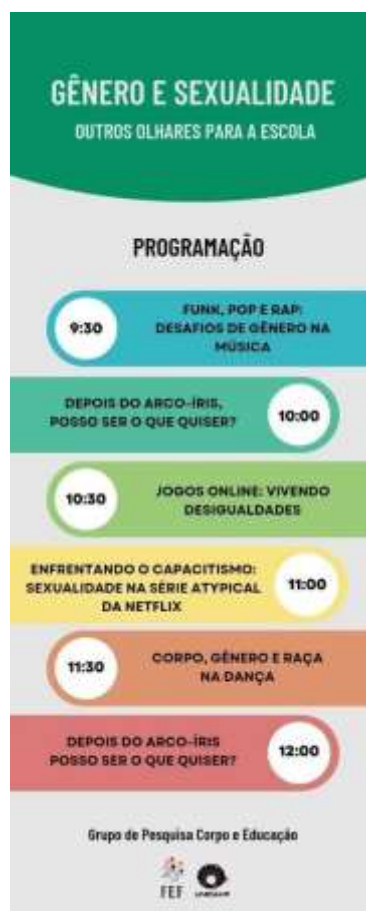 GÊNERO E SEXUALIDADE
OUTROS OLHARES PARA A ESCOLA
PROGRAMAÇÃO
9:30
FUNK, POP E RAP:
DESAFIOS DE GÊNERO NA
MÚSICA
DEPOIS DO ARCO-ÍRIS,
POSSO SER O QUE QUISER?
10:00
10:30
JOGOS ONLINE: VIVENDO
DESIGUALDADES
ENFRENTANDO O CAPACITISMO:
SEXUALIDADE NA SÉRIE ATYPICAL
DA NETFLIX
11:00
11:30
CORPO, GÊNERO E RAÇA
NA DANÇA
DEPOIS DO ARCO-ÍRIS
POSSO SER O QUE QUISER?
12:00
Grupo de Pesquisa Corpo e Educação
FEF
UNICAMP